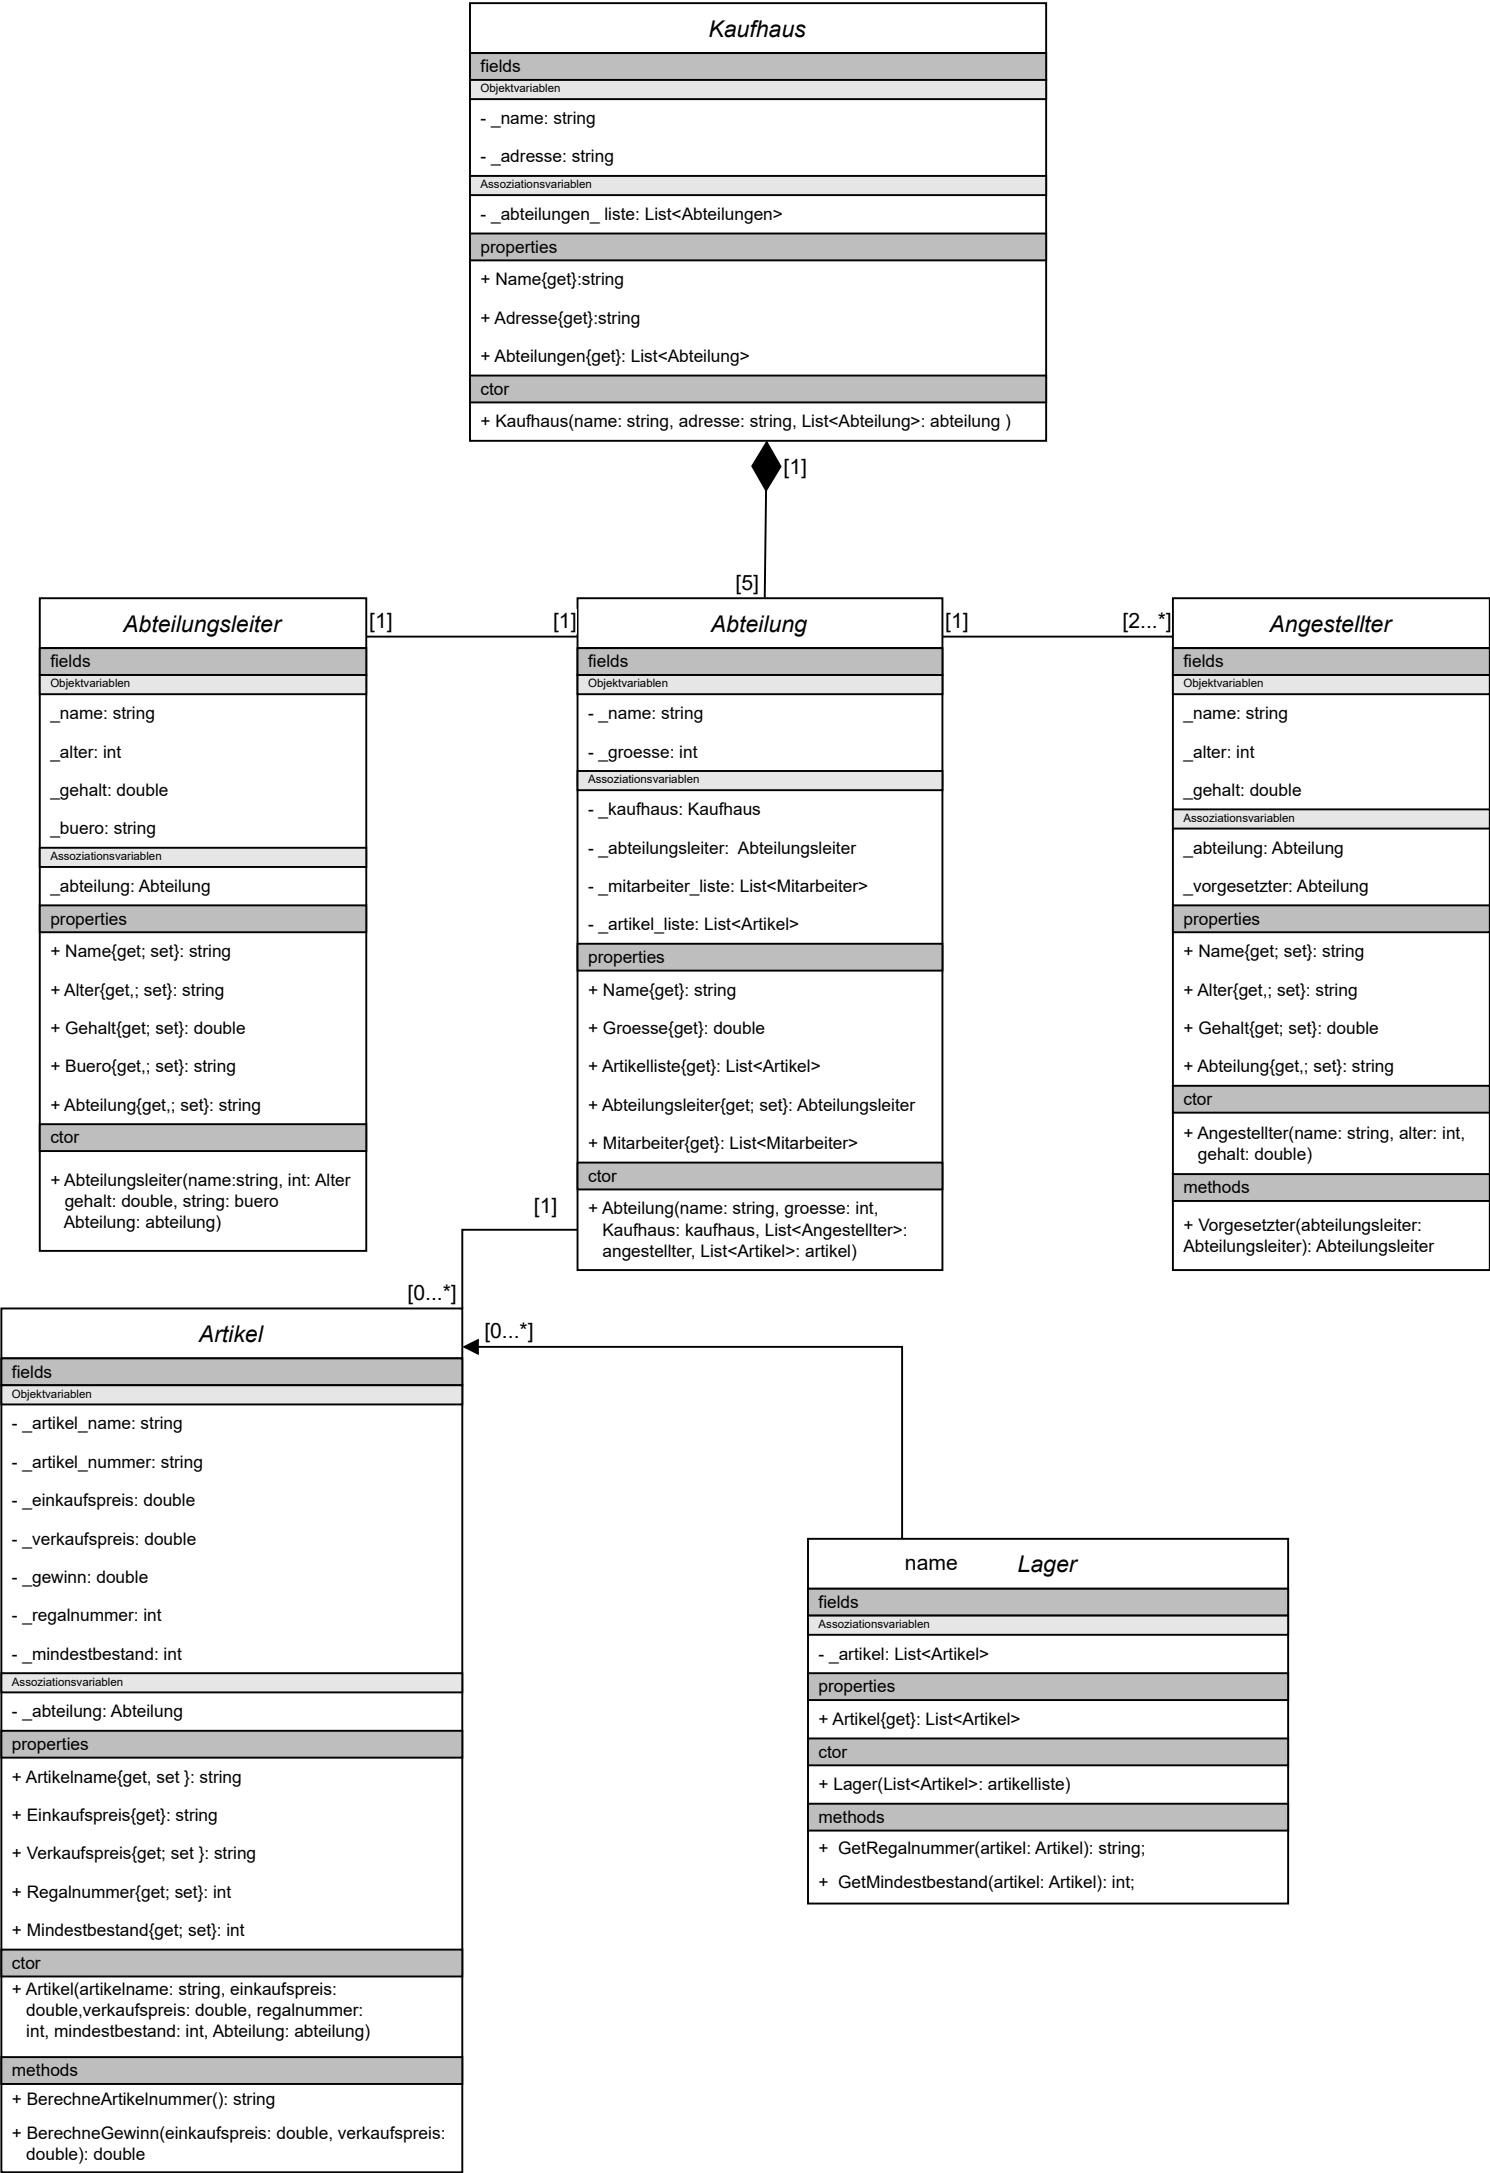 Kaufhaus
fields
Objektvariablen
- _name: string
- _adresse: string
Assoziationsvariablen
- _abteilungen_ liste: List<Abteilungen>
properties
+ Name{get}:string
+ Adresse{get}:string
+ Abteilungen{get}: List<Abteilung>
ctor
+ Kaufhaus(name: string, adresse: string, List<Abteilung>: abteilung )
[1]
[5]
Abteilungsleiter
fields
Objektvariablen
_name: string
_alter: int
_gehalt: double
_buero: string
Assoziationsvariablen
_abteilung: Abteilung
properties
+ Name{get; set}: string
+ Alter{get,; set}: string
+ Gehalt{get; set}: double
+ Buero{get,; set}: string
+ Abteilung{get,; set}: string
ctor
+ Abteilungsleiter(name:string, int: Alter
gehalt: double, string: buero
Abteilung: abteilung)
[1]
[1]
Abteilung
fields
Objektvariablen
- _name: string
- _groesse: int
Assoziationsvariablen
- _kaufhaus: Kaufhaus
- _abteilungsleiter:  Abteilungsleiter
- _mitarbeiter_liste: List<Mitarbeiter>
- _artikel_liste: List<Artikel>
properties
+ Name{get}: string
+ Groesse{get}: double
+ Artikelliste{get}: List<Artikel>
+ Abteilungsleiter{get; set}: Abteilungsleiter
+ Mitarbeiter{get}: List<Mitarbeiter>
ctor
+ Abteilung(name: string, groesse: int,
Kaufhaus: kaufhaus, List<Angestellter>:
angestellter, List<Artikel>: artikel)
[1]
[2...*]
Angestellter
fields
Objektvariablen
_name: string
_alter: int
_gehalt: double
Assoziationsvariablen
_abteilung: Abteilung
_vorgesetzter: Abteilung
properties
+ Name{get; set}: string
+ Alter{get,; set}: string
+ Gehalt{get; set}: double
+ Abteilung{get,; set}: string
ctor
+ Angestellter(name: string, alter: int,
gehalt: double)
methods
+ Vorgesetzter(abteilungsleiter:
Abteilungsleiter): Abteilungsleiter
[1]
[0...*]
Artikel
fields
Objektvariablen
- _artikel_name: string
- _artikel_nummer: string
- _einkaufspreis: double
- _verkaufspreis: double
- _gewinn: double
- _regalnummer: int
- _mindestbestand: int
Assoziationsvariablen
- _abteilung: Abteilung
properties
+ Artikelname{get, set }: string
+ Einkaufspreis{get}: string
+ Verkaufspreis{get; set }: string
+ Regalnummer{get; set}: int
+ Mindestbestand{get; set}: int
ctor
+ Artikel(artikelname: string, einkaufspreis:
double,verkaufspreis: double, regalnummer:
int, mindestbestand: int, Abteilung: abteilung)
methods
+ BerechneArtikelnummer(): string
+ BerechneGewinn(einkaufspreis: double, verkaufspreis:
double): double
[0...*]
name Lager
fields
Assoziationsvariablen
- _artikel: List<Artikel>
properties
+ Artikel{get}: List<Artikel>
ctor
+ Lager(List<Artikel>: artikelliste)
methods
+  GetRegalnummer(artikel: Artikel): string;
+  GetMindestbestand(artikel: Artikel): int;